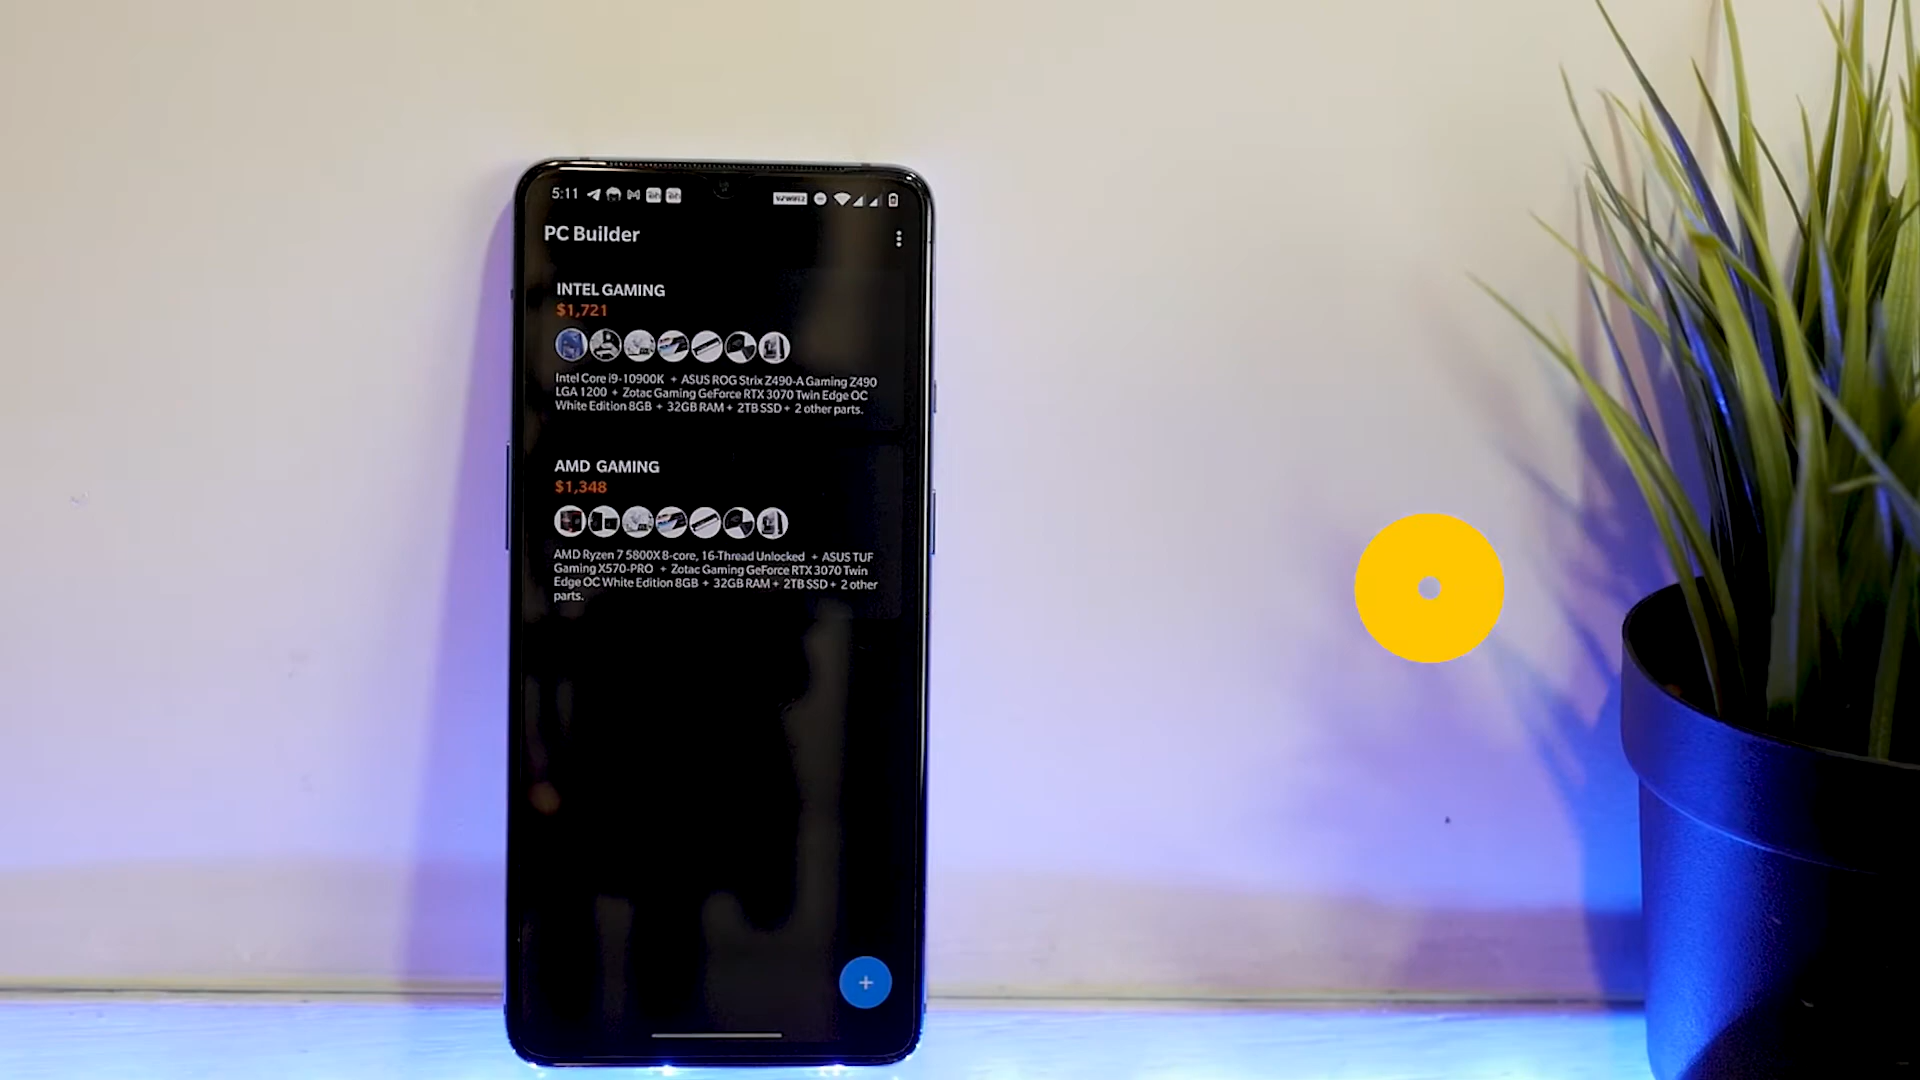 5:11
PC Builder
INTEL GAMING
$1,721
Intel Core i9-10900K + ASUS ROG Strix Z490-A Gaming Z490
LGA 1200 + Zotac Gaming GeForce RTX 3070 Twin Edge OC
White Edition 8GB + 32GB RAM + 2TB SSD + 2 other parts.
AMD GAMING
$1,348
AMD Ryzen 7 5800X 8-core, 16-Thread Unlocked + ASUS TUF
Gaming X570-PRO + Zotac Gaming GeForce RTX 3070 Twin
Edge OC White Edition 8GB + 32GB RAM + 2TB SSD + 2 other
parts.